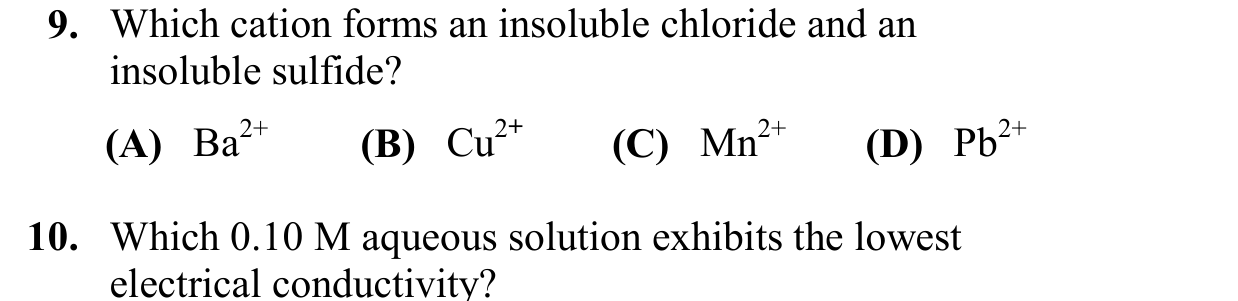 9. Which cation forms an insoluble chloride and an
insoluble sulfide?
(A) Ba²⁺ (B) Cu²⁺ (C) Mn²⁺ (D) Pb²⁺
10. Which 0.10 M aqueous solution exhibits the lowest
electrical conductivity?